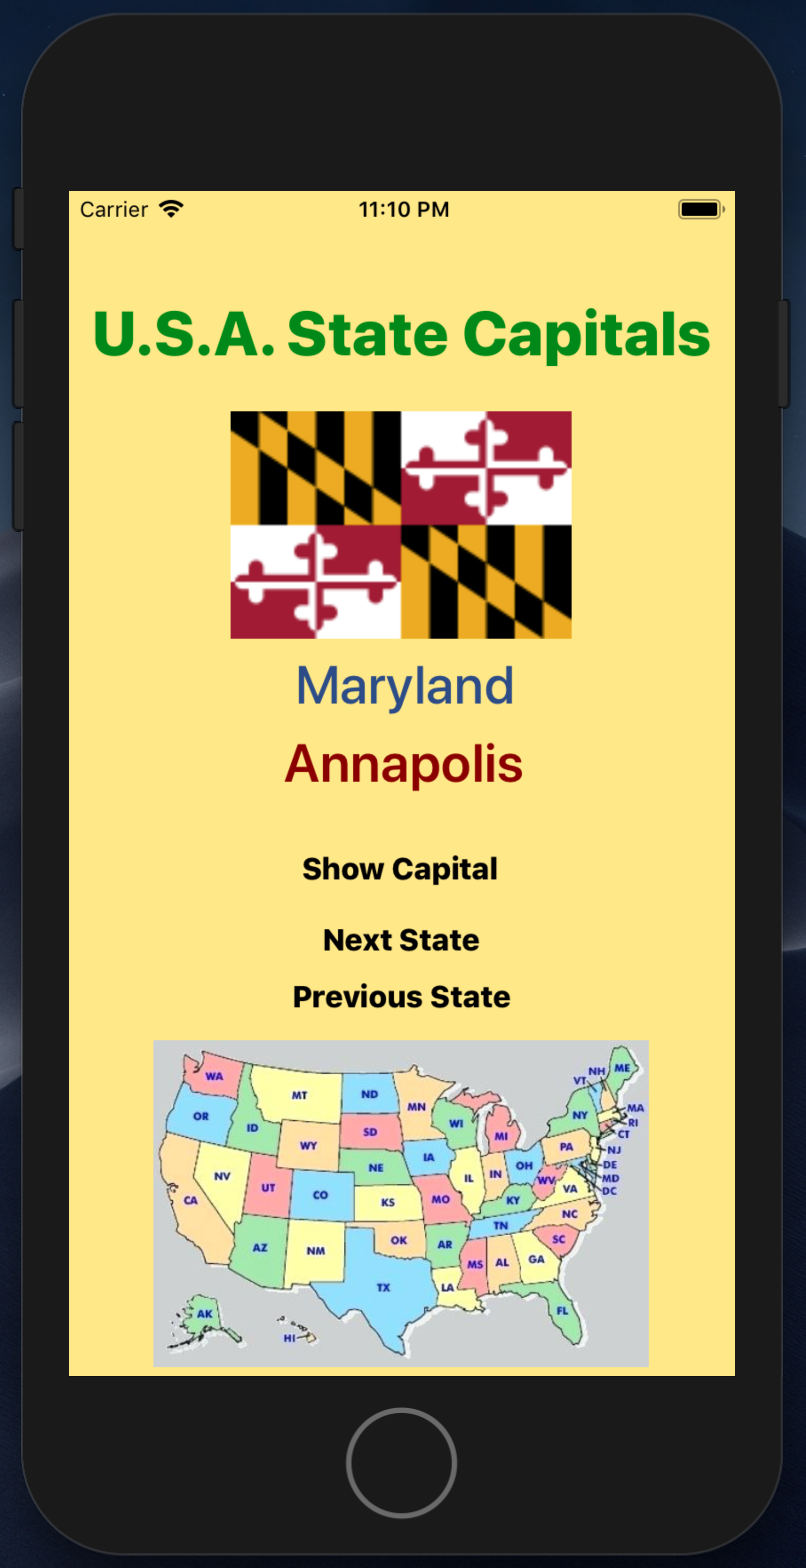 Carrier 11:10 PM
U.S.A. State Capitals
Maryland
Annapolis
Show Capital
Next State
Previous State
WA MT ND MN VT NH ME
OR ID WY SD WI MI NY MA
RI
CT
NV UT CO NE IA IL IN OH PA NJ
DE
MD
DC
CA KS MO KY WV VA
AZ NM OK AR TN NC
TX LA MS AL GA SC
AK HI FL